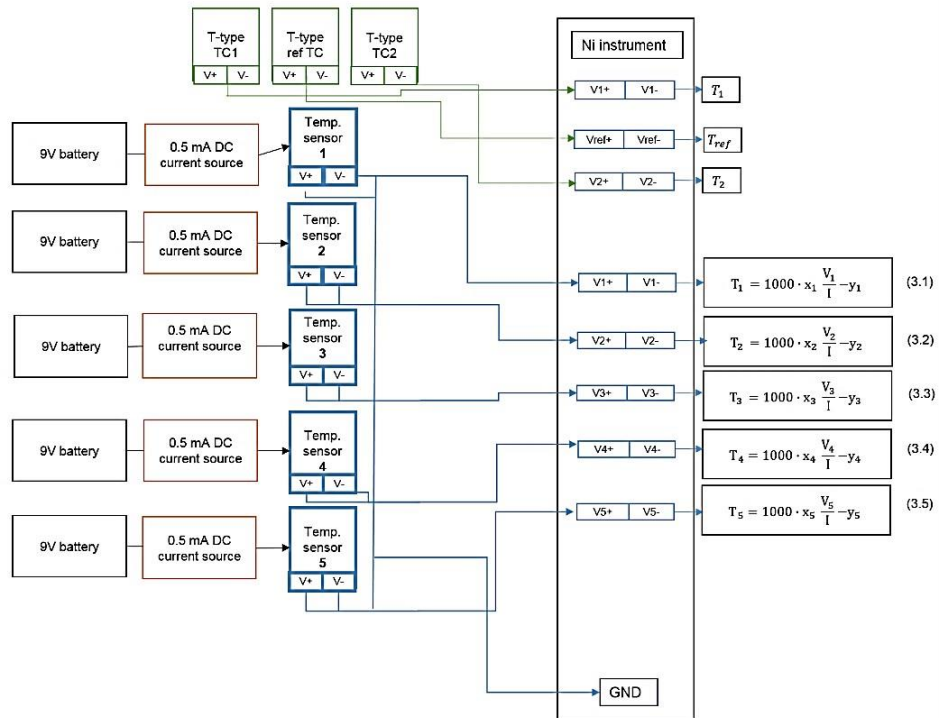 T-type
TC1
V+ V-
T-type
ref TC
V+ V-
T-type
TC2
V+ V-
Ni instrument
V1+ V1- T₁
Vref+ Vref- Tref
V2+ V2- T₂
9V battery
0.5 mA DC
current source
Temp.
sensor
1
V+ V-
9V battery
0.5 mA DC
current source
Temp.
sensor
2
V+ V-
9V battery
0.5 mA DC
current source
Temp.
sensor
3
V+ V-
9V battery
0.5 mA DC
current source
Temp.
sensor
4
V+ V-
9V battery
0.5 mA DC
current source
Temp.
sensor
5
V+ V-
V1+ V1- T₁ = 1000 · x₁ V₁/I −y₁ (3.1)
V2+ V2- T₂ = 1000 · x₂ V₂/I −y₂ (3.2)
V3+ V3- T₃ = 1000 · x₃ V₃/I −y₃ (3.3)
V4+ V4- T₄ = 1000 · x₄ V₄/I −y₄ (3.4)
V5+ V5- T₅ = 1000 · x₅ V₅/I −y₅ (3.5)
GND